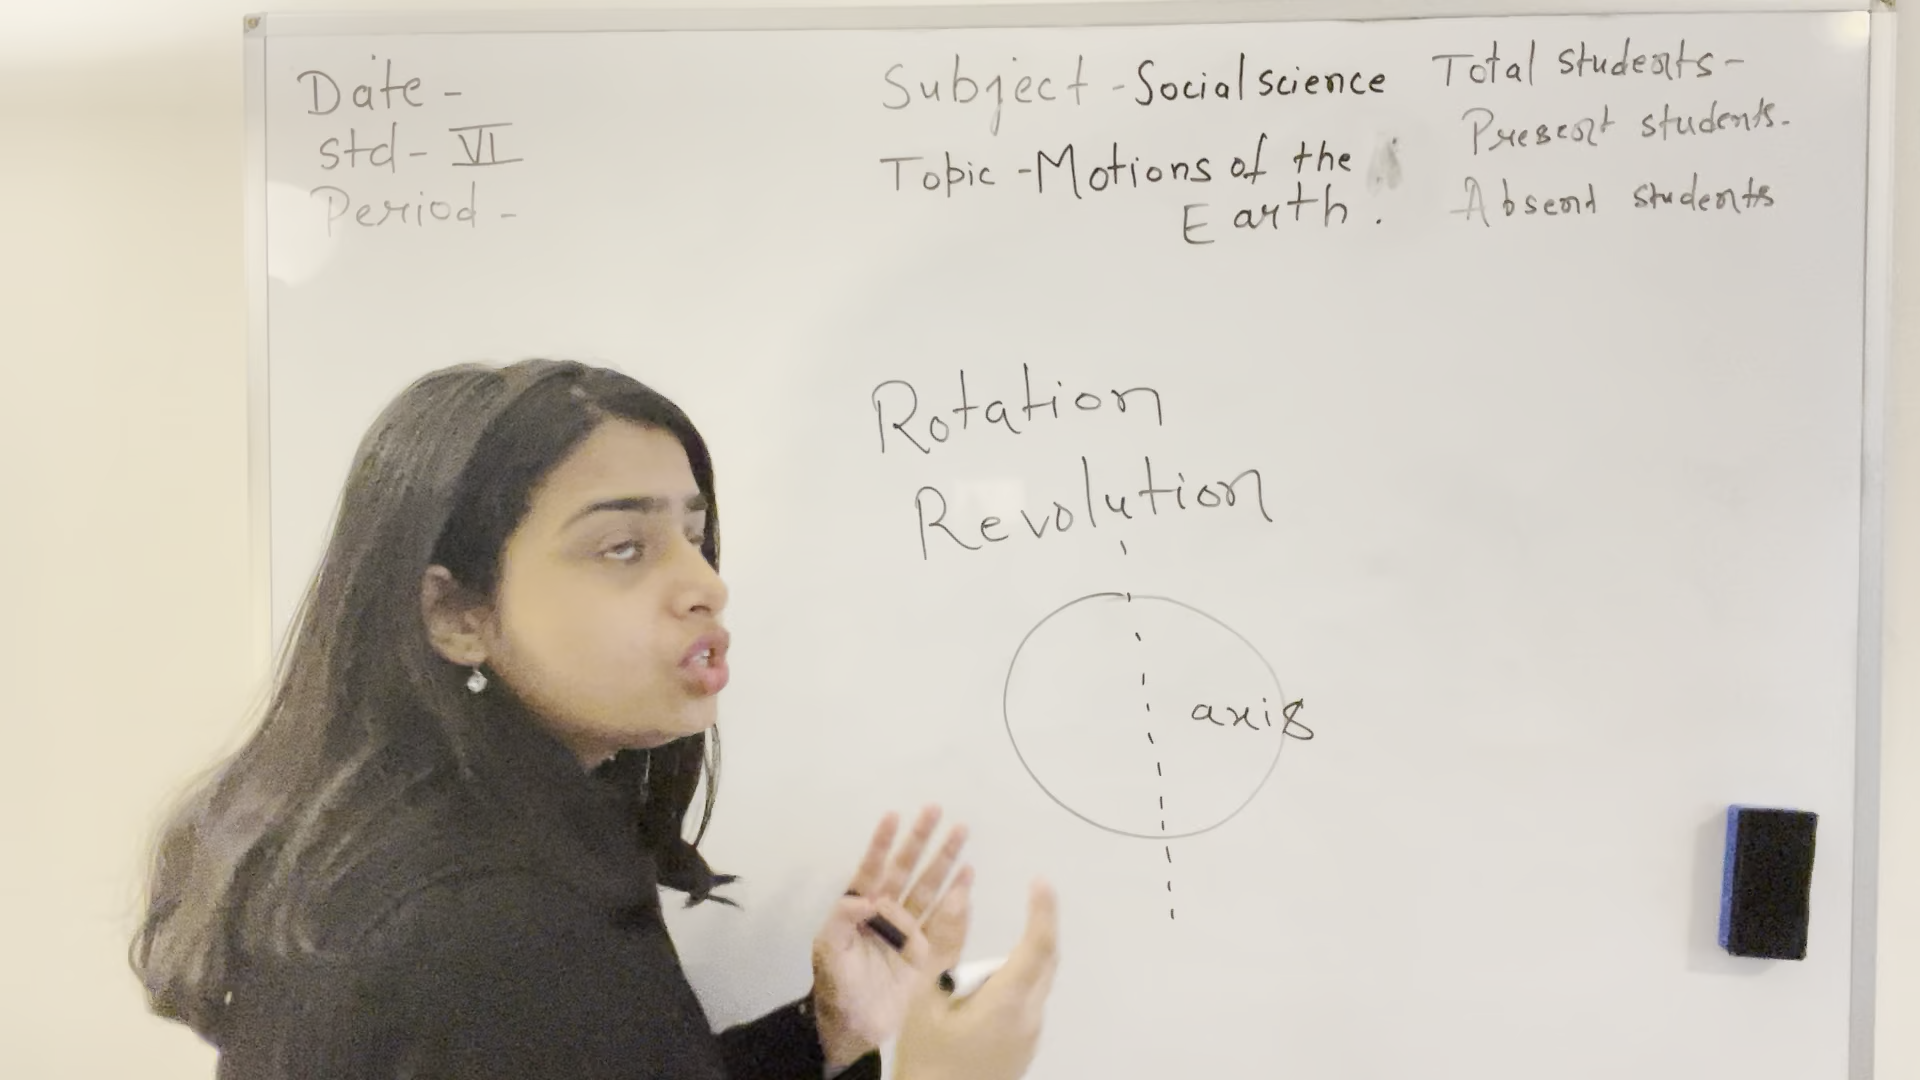 Date -
std - VI
Period -
Subject - Social science
Topic - Motions of the
Earth.
Total students -
Present students -
Absent students
Rotation
Revolution
axis